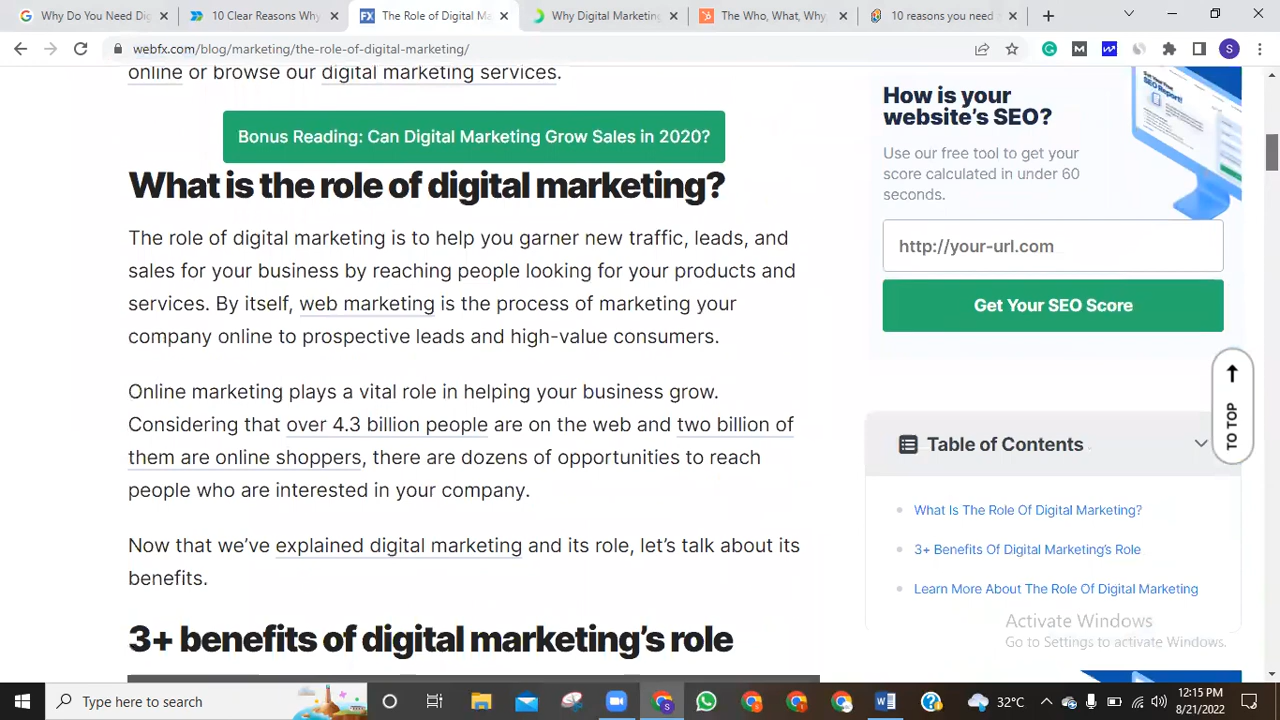 Why Do You Need Dig
10 Clear Reasons Why
The Role of Digital Ma
Why Digital Marketing
The Who, What, Why,
10 reasons you need
webfx.com/blog/marketing/the-role-of-digital-marketing/
S
online or browse our digital marketing services.
Bonus Reading: Can Digital Marketing Grow Sales in 2020?
What is the role of digital marketing?
The role of digital marketing is to help you garner new traffic, leads, and
sales for your business by reaching people looking for your products and
services. By itself, web marketing is the process of marketing your
company online to prospective leads and high-value consumers.
Online marketing plays a vital role in helping your business grow.
Considering that over 4.3 billion people are on the web and two billion of
them are online shoppers, there are dozens of opportunities to reach
people who are interested in your company.
Now that we’ve explained digital marketing and its role, let’s talk about its
benefits.
3+ benefits of digital marketing’s role
How is your
website’s SEO?
Use our free tool to get your
score calculated in under 60
seconds.
http://your-url.com
Get Your SEO Score
TO TOP
Table of Contents
What Is The Role Of Digital Marketing?
3+ Benefits Of Digital Marketing’s Role
Learn More About The Role Of Digital Marketing
Activate Windows
Go to Settings to activate Windows.
Type here to search
32°C
12:15 PM
8/21/2022